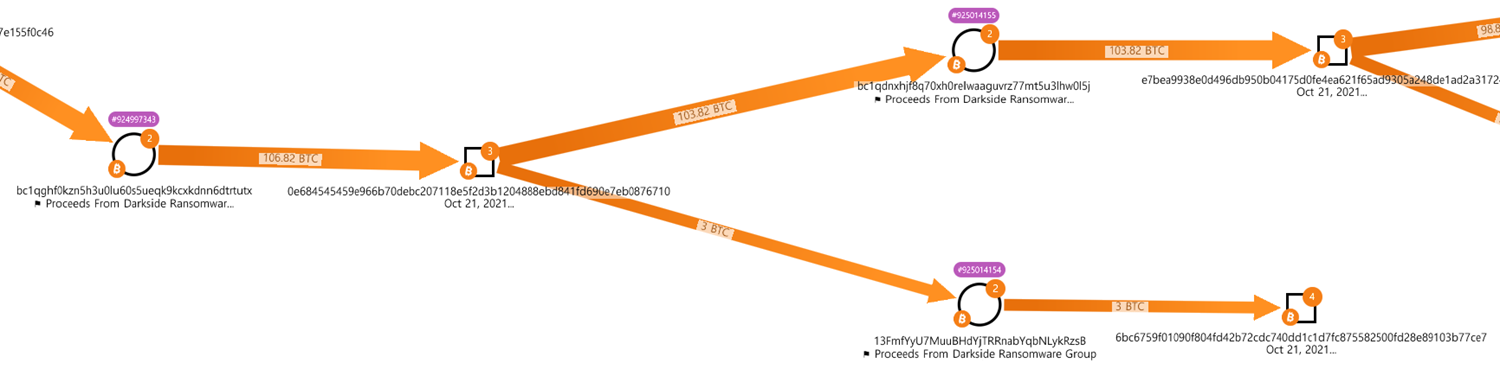 7e155f0c46
TC
#924997343
2
B
bc1qghf0kzn5h3u0lu60s5ueqk9kcxkdnn6dtrtutx
⚑ Proceeds From Darkside Ransomwar...
106.82 BTC
3
B
0e684545459e966b70debc207118e5f2d3b1204888ebd841fd690e7eb0876710
Oct 21, 2021...
103.82 BTC
#925014155
2
B
bc1qdnxhjf8q70xh0relwaaguvrz77mt5u3lhw0l5j
⚑ Proceeds From Darkside Ransomwar...
103.82 BTC
3
B
e7bea9938e0d496db950b04175d0fe4ea621f65ad9305a248de1ad2a3172
Oct 21, 2021...
98.8
3 BTC
#925014154
2
B
13FmfYyU7MuuBHdYjTRRnabYqbNLykRzsB
⚑ Proceeds From Darkside Ransomware Group
3 BTC
4
B
6bc6759f01090f804fd42b72cdc740dd1c1d7fc875582500fd28e89103b77ce7
Oct 21, 2021...